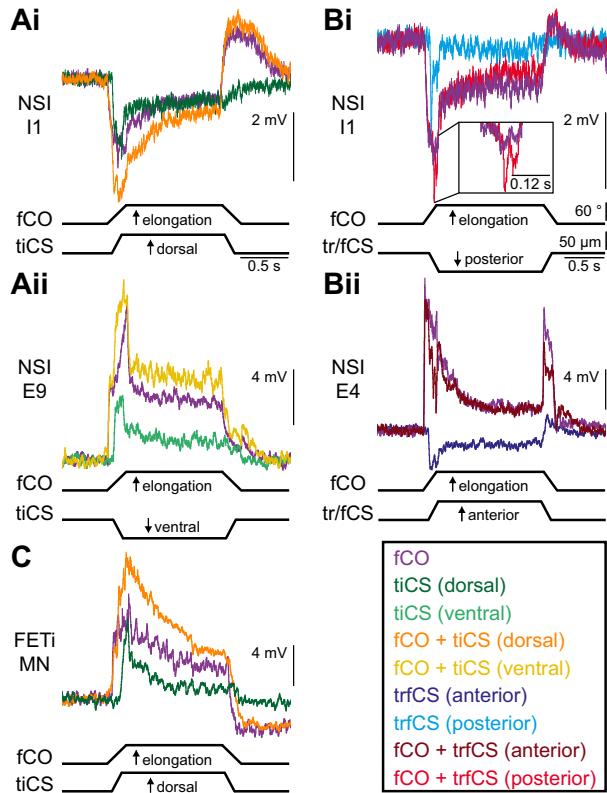 Ai
NSI
I1
2 mV
fCO
↑elongation
tiCS
↑dorsal
0.5 s
Bi
NSI
I1
2 mV
0.12 s
fCO
↑elongation
60 °
tr/fCS
↓posterior
50 µm
0.5 s
Aii
NSI
E9
4 mV
fCO
↑elongation
tiCS
↓ventral
Bii
NSI
E4
4 mV
fCO
↑elongation
tr/fCS
↑anterior
C
FETi
MN
4 mV
fCO
↑elongation
tiCS
↑dorsal
fCO
tiCS (dorsal)
tiCS (ventral)
fCO + tiCS (dorsal)
fCO + tiCS (ventral)
trfCS (anterior)
trfCS (posterior)
fCO + trfCS (anterior)
fCO + trfCS (posterior)